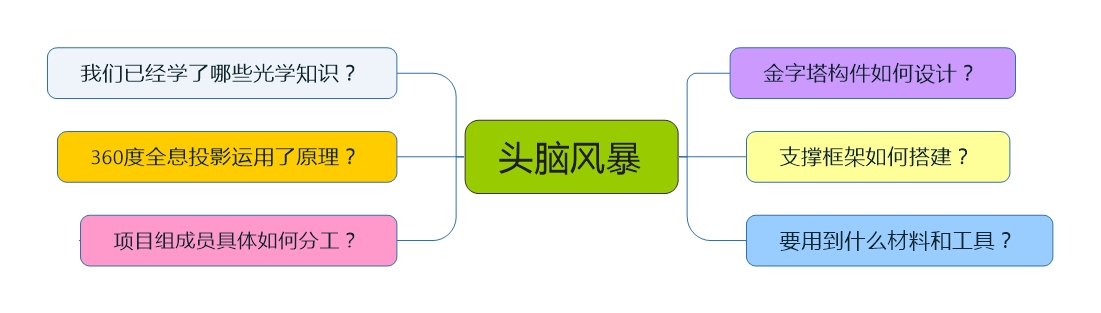 我们已经学了哪些光学知识？
360度全息投影运用了原理？
项目组成员具体如何分工？
头脑风暴
金字塔构件如何设计？
支撑框架如何搭建？
要用到什么材料和工具？